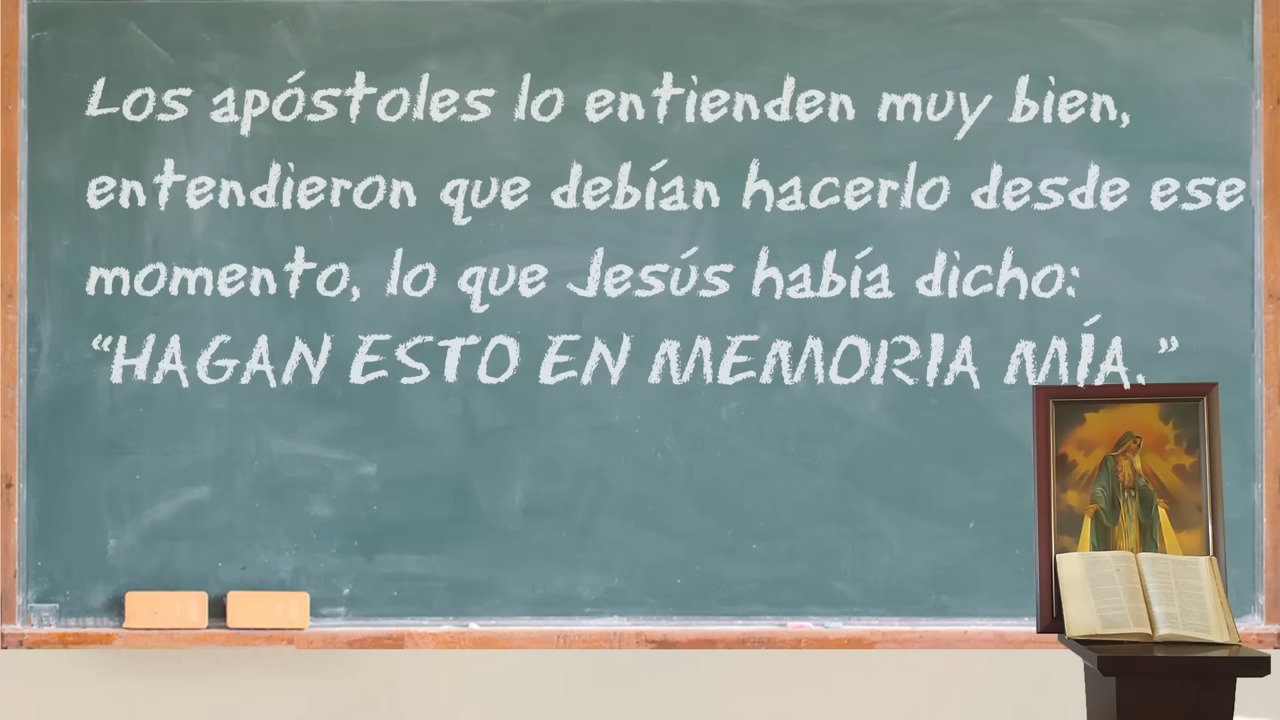 Los apóstoles lo entienden muy bien,
entendieron que debían hacerlo desde ese
momento, lo que Jesús había dicho:
“HAGAN ESTO EN MEMORIA MÍA.”